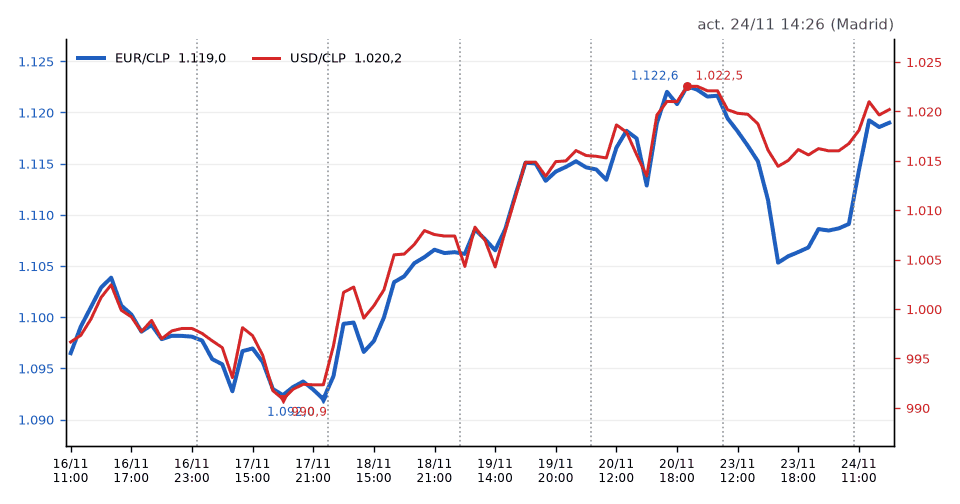 act. 24/11 14:26 (Madrid)
EUR/CLP 1.119,0 USD/CLP 1.020,2
1.125 1.025
1.122,6 1.022,5
1.120 1.020
1.115 1.015
1.110 1.010
1.105 1.005
1.100 1.000
1.095 995
1.092,0 990,9
1.090 990
16/11 16/11 16/11 17/11 17/11 18/11 18/11 19/11 19/11 20/11 20/11 23/11 23/11 24/11
11:00 17:00 23:00 15:00 21:00 15:00 21:00 14:00 20:00 12:00 18:00 12:00 18:00 11:00